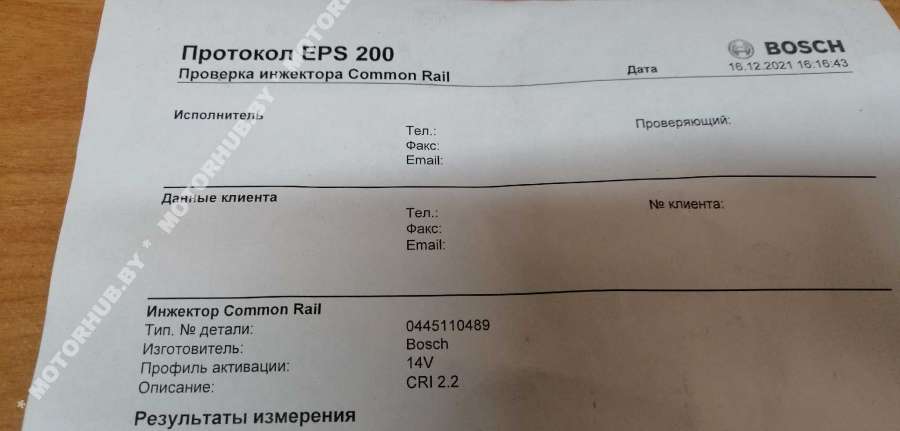 Протокол EPS 200
BOSCH
Проверка инжектора Common Rail
Дата
16.12.2021 16:16:43
Исполнитель
Тел.:
Проверяющий:
Факс:
Email:
Данные клиента
Тел.:
№ клиента:
Факс:
Email:
Инжектор Common Rail
Тип. № детали: 0445110489
Изготовитель: Bosch
Профиль активации: 14V
Описание: CRI 2.2
Результаты измерения
* MOTORHUB.BY * MOTORHUB.BY * MOTORHUB.BY